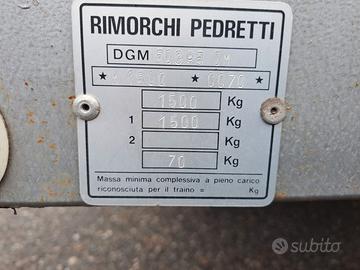 RIMORCHI PEDRETTI
DGM
★ ★ 0070 ★
1500 Kg
1 1500 Kg
2 Kg
70 Kg
Massa minima complessiva a pieno carico
riconosciuta per il traino = Kg
subito